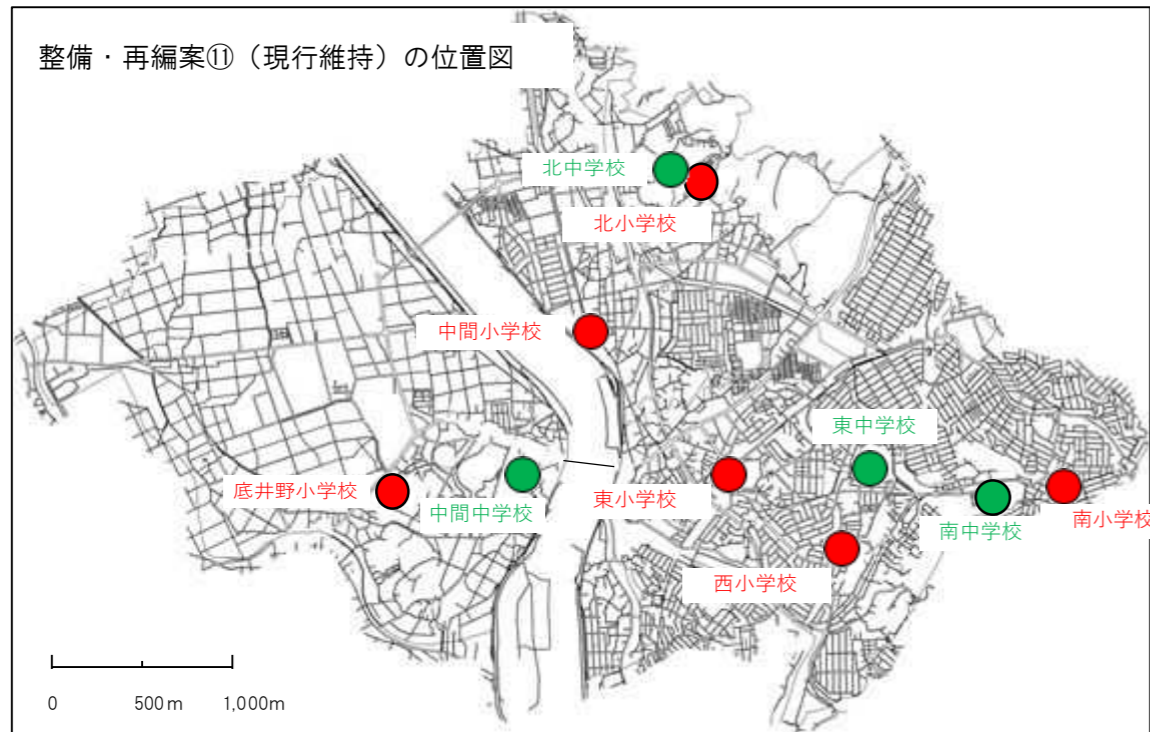 整備・再編案⑪（現行維持）の位置図
北中学校
北小学校
中間小学校
東中学校
底井野小学校
中間中学校
東小学校
南中学校
南小学校
西小学校
0 500m 1,000m